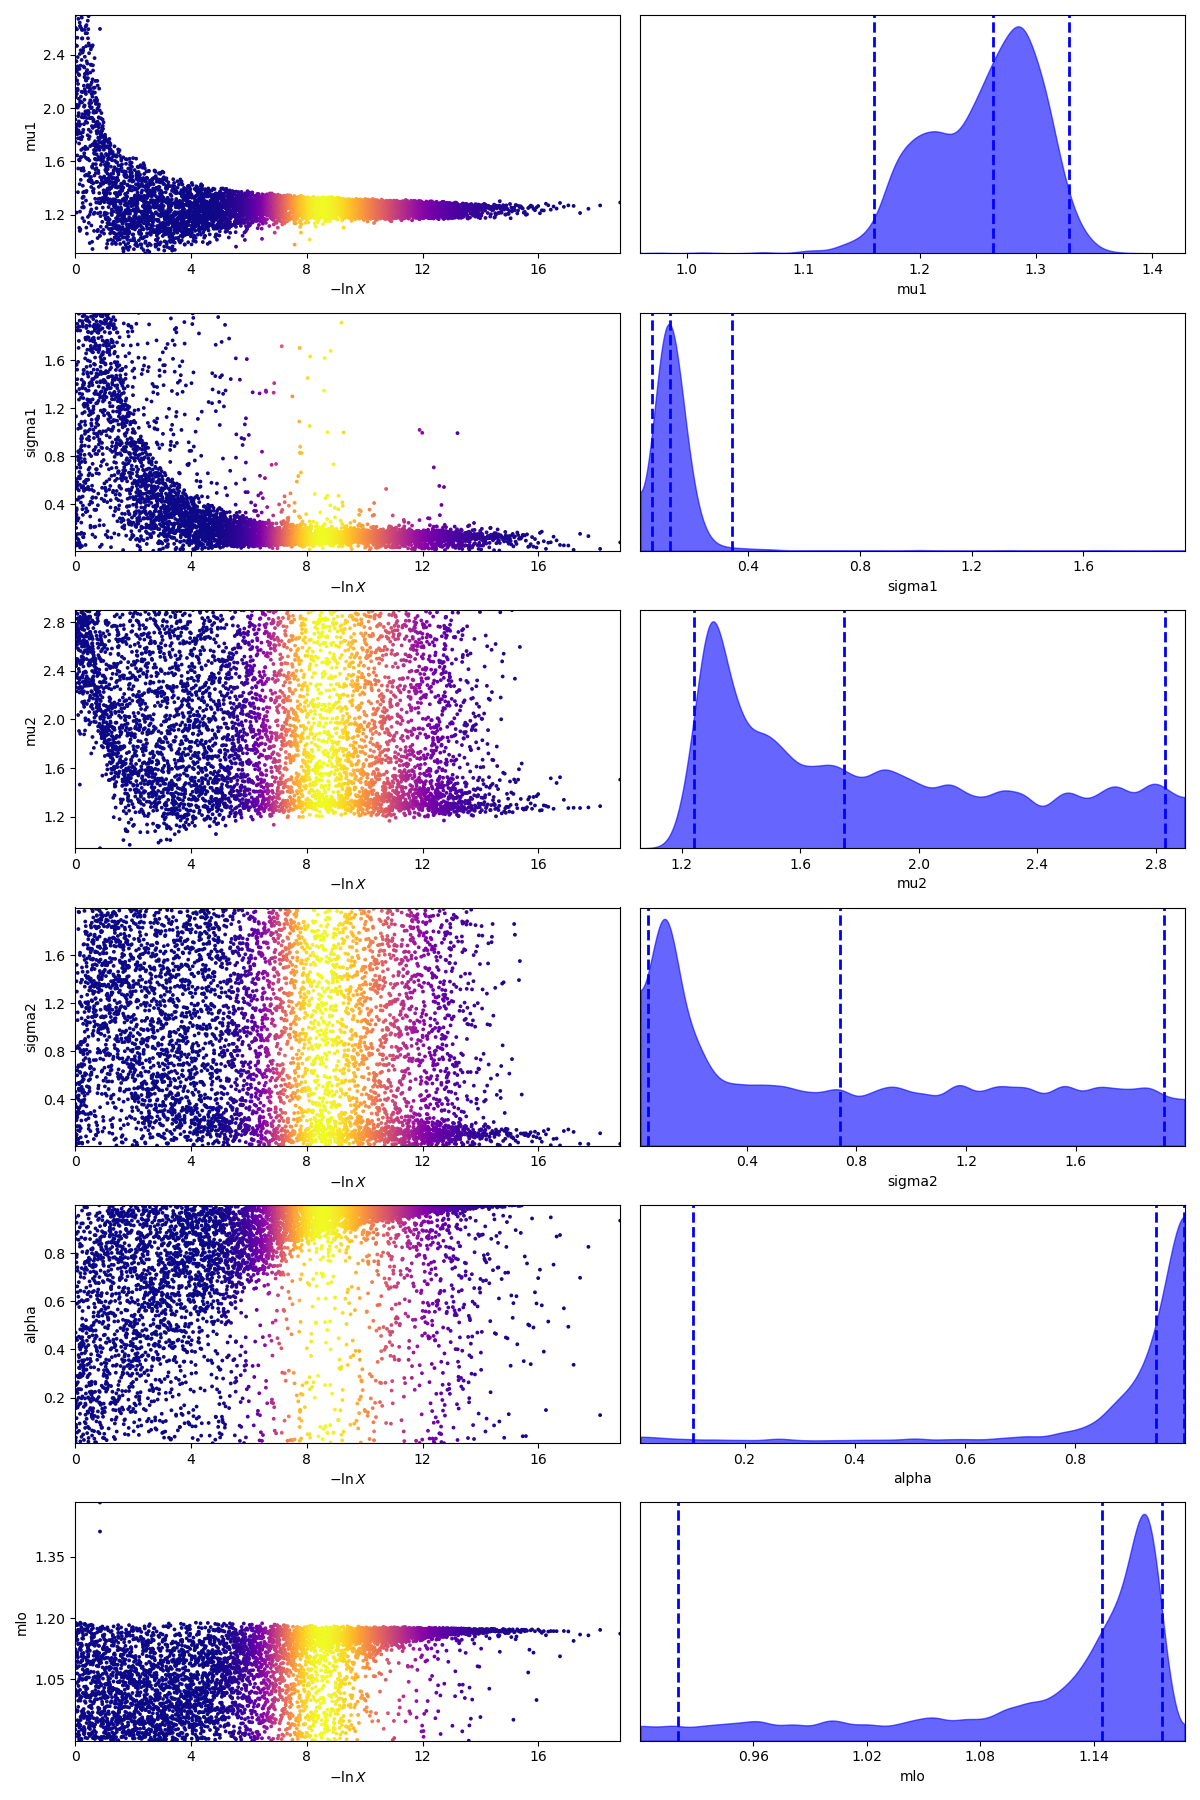 2.4
2.0
1.6
1.2
mu1
0 4 8 12 16
−ln X
1.0 1.1 1.2 1.3 1.4
mu1
1.6
1.2
0.8
0.4
sigma1
0 4 8 12 16
−ln X
0.4 0.8 1.2 1.6
sigma1
2.8
2.4
2.0
1.6
1.2
mu2
0 4 8 12 16
−ln X
1.2 1.6 2.0 2.4 2.8
mu2
1.6
1.2
0.8
0.4
sigma2
0 4 8 12 16
−ln X
0.4 0.8 1.2 1.6
sigma2
0.8
0.6
0.4
0.2
alpha
0 4 8 12 16
−ln X
0.2 0.4 0.6 0.8
alpha
1.35
1.20
1.05
mlo
0 4 8 12 16
−ln X
0.96 1.02 1.08 1.14
mlo